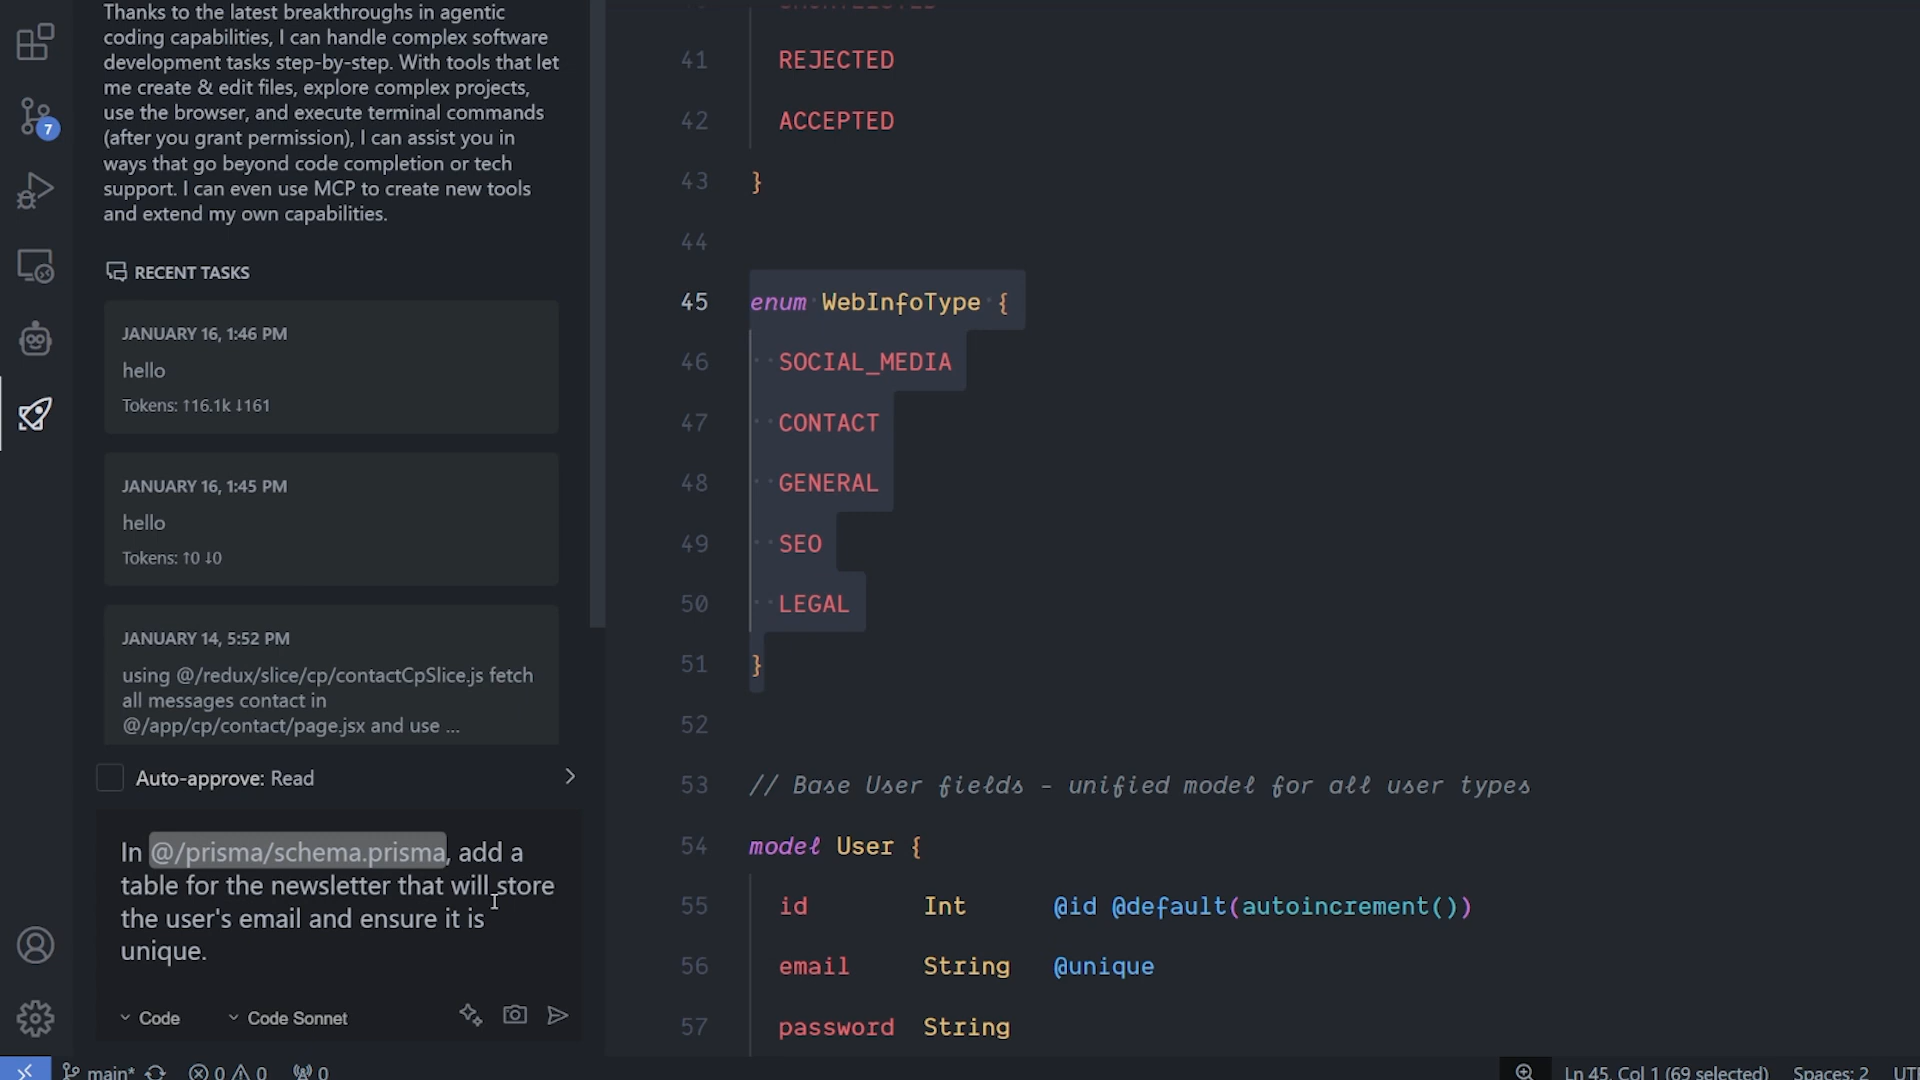 Thanks to the latest breakthroughs in agentic
coding capabilities, I can handle complex software
development tasks step-by-step. With tools that let
me create & edit files, explore complex projects,
use the browser, and execute terminal commands
(after you grant permission), I can assist you in
ways that go beyond code completion or tech
support. I can even use MCP to create new tools
and extend my own capabilities.
RECENT TASKS
JANUARY 16, 1:46 PM
hello
Tokens: ↑16.1k ↓161
JANUARY 16, 1:45 PM
hello
Tokens: ↑0 ↓0
JANUARY 14, 5:52 PM
using @/redux/slice/cp/contactCpSlice.js fetch
all messages contact in
@/app/cp/contact/page.jsx and use ...
Auto-approve: Read
In @/prisma/schema.prisma, add a
table for the newsletter that will store
the user's email and ensure it is
unique.
Code Code Sonnet
7
41 REJECTED
42 ACCEPTED
43 }
44
45 enum WebInfoType {
46 SOCIAL_MEDIA
47 CONTACT
48 GENERAL
49 SEO
50 LEGAL
51 }
52
53 // Base User fields - unified model for all user types
54 model User {
55 id Int @id @default(autoincrement())
56 email String @unique
57 password String
main* 0 0 0 Ln 45, Col 1 (69 selected) Spaces: 2